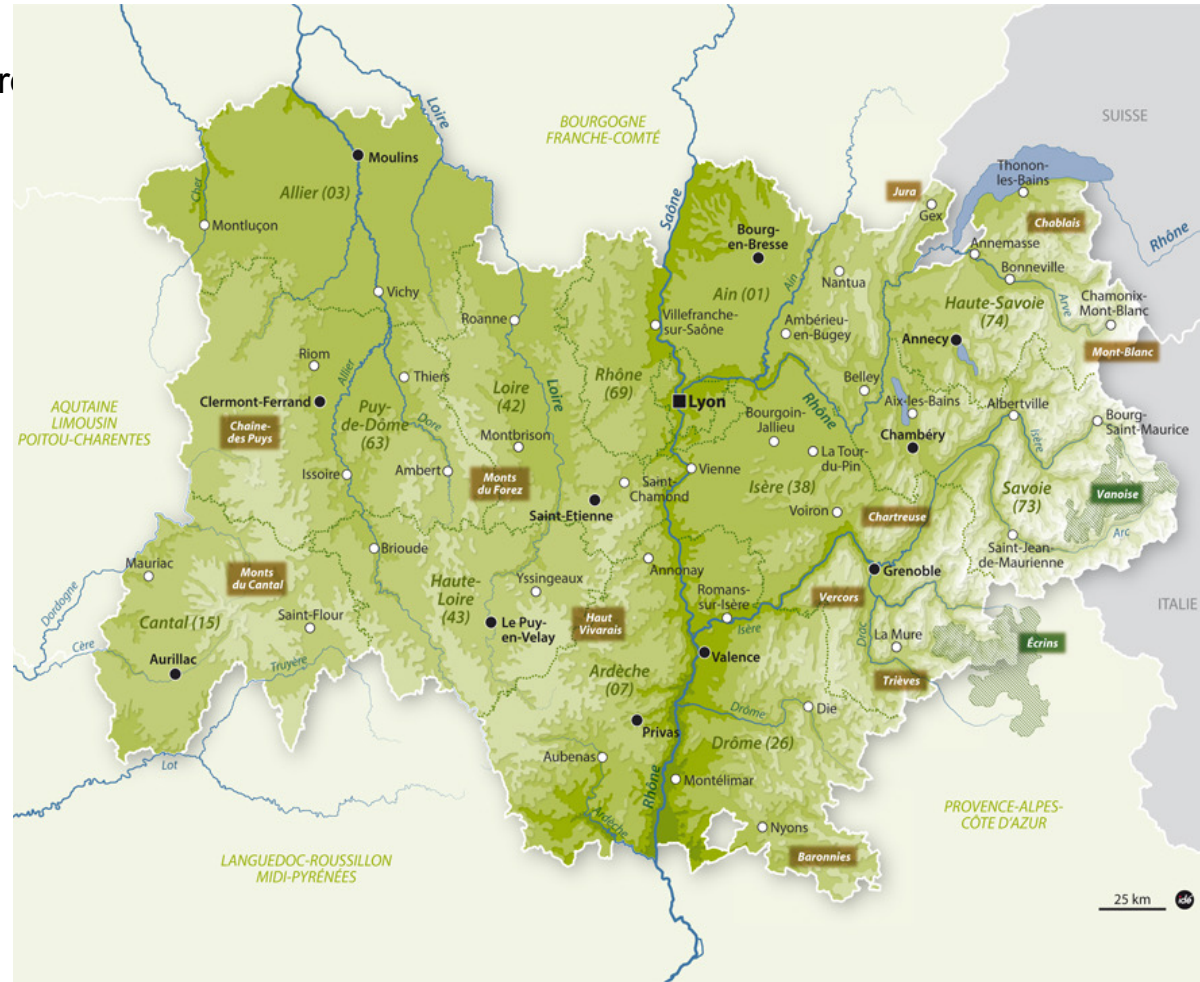 BOURGOGNE
FRANCHE-COMTÉ
SUISSE
Loire
Moulins
Thonon-
les-Bains
Jura
Gex
Chablais
Allier (03)
Cher
Saône
Montluçon
Rhône
Bourg-
en-Bresse
Annemasse
Bonneville
Nantua
Ain
Ain (01)
Vichy
Haute-Savoie
(74)
Arve
Chamonix-
Mont-Blanc
Roanne
Villefranche-
sur-Saône
Ambérieu-
en-Bugey
Annecy
Mont-Blanc
Riom
Allier
Thiers
Loire
(42)
Loire
Rhône
(69)
Belley
Clermont-Ferrand
Lyon
Rhône
Aix-les-Bains
Albertville
AQUTAINE
LIMOUSIN
POITOU-CHARENTES
Puy-
de-Dôme
(63)
Dore
Bourgoin-
Jallieu
Bourg-
Saint-Maurice
Chaîne-
des Puys
Montbrison
Chambéry
Isère
La Tour-
du-Pin
Issoire
Ambert
Monts
du Forez
Saint-
Chamond
Vienne
Isère (38)
Savoie
(73)
Vanoise
Saint-Etienne
Voiron
Chartreuse
Arc
Brioude
Saint-Jean-
de-Maurienne
Mauriac
Annonay
Grenoble
Monts
du Cantal
Haute-
Loire
(43)
Yssingeaux
Romans-
sur-Isère
Vercors
Dordogne
ITALIE
Cantal (15)
Saint-Flour
Le Puy-
en-Velay
Haut
Vivarais
Isère
Drac
La Mure
Écrins
Cère
Aurillac
Truyère
Valence
Ardèche
(07)
Trièves
Privas
Drôme
Die
Drôme (26)
Aubenas
Lot
Rhône
Montélimar
Ardèche
Nyons
PROVENCE-ALPES-
CÔTE D'AZUR
Baronnies
LANGUEDOC-ROUSSILLON
MIDI-PYRÉNÉES
25 km
idé